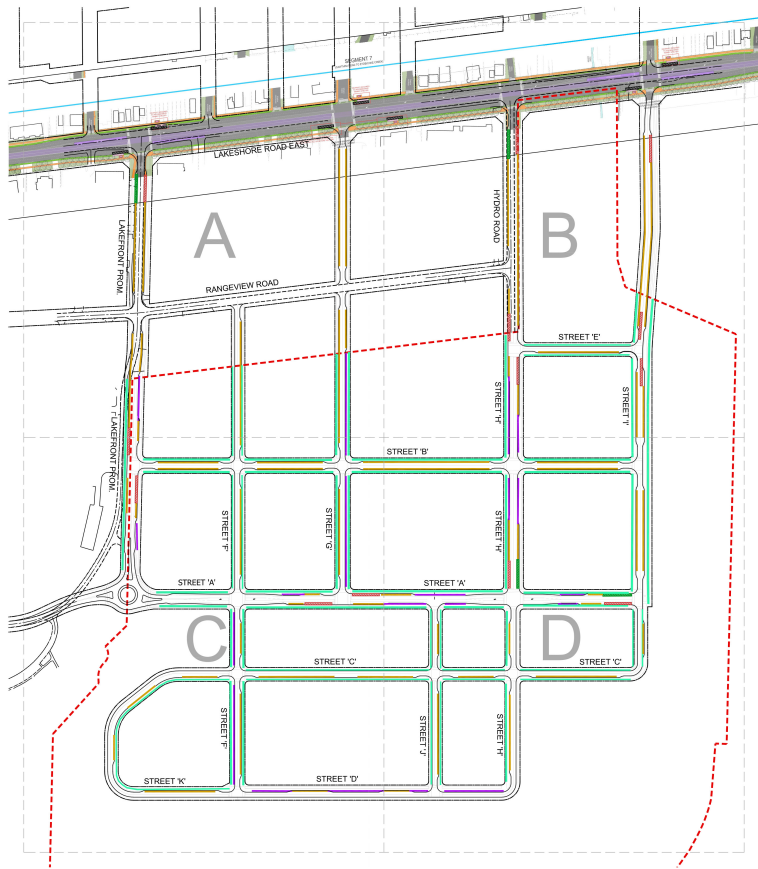 SEGMENT 7
LAKESHORE ROAD EAST
A
B
LAKEFRONT PROM.
HYDRO ROAD
RANGEVIEW ROAD
STREET 'E'
STREET 'H'
STREET 'I'
LAKEFRONT PROM.
STREET 'B'
STREET 'F'
STREET 'G'
STREET 'H'
STREET 'A'
STREET 'A'
C
D
STREET 'C'
STREET 'C'
STREET 'F'
STREET 'J'
STREET 'H'
STREET 'K'
STREET 'D'